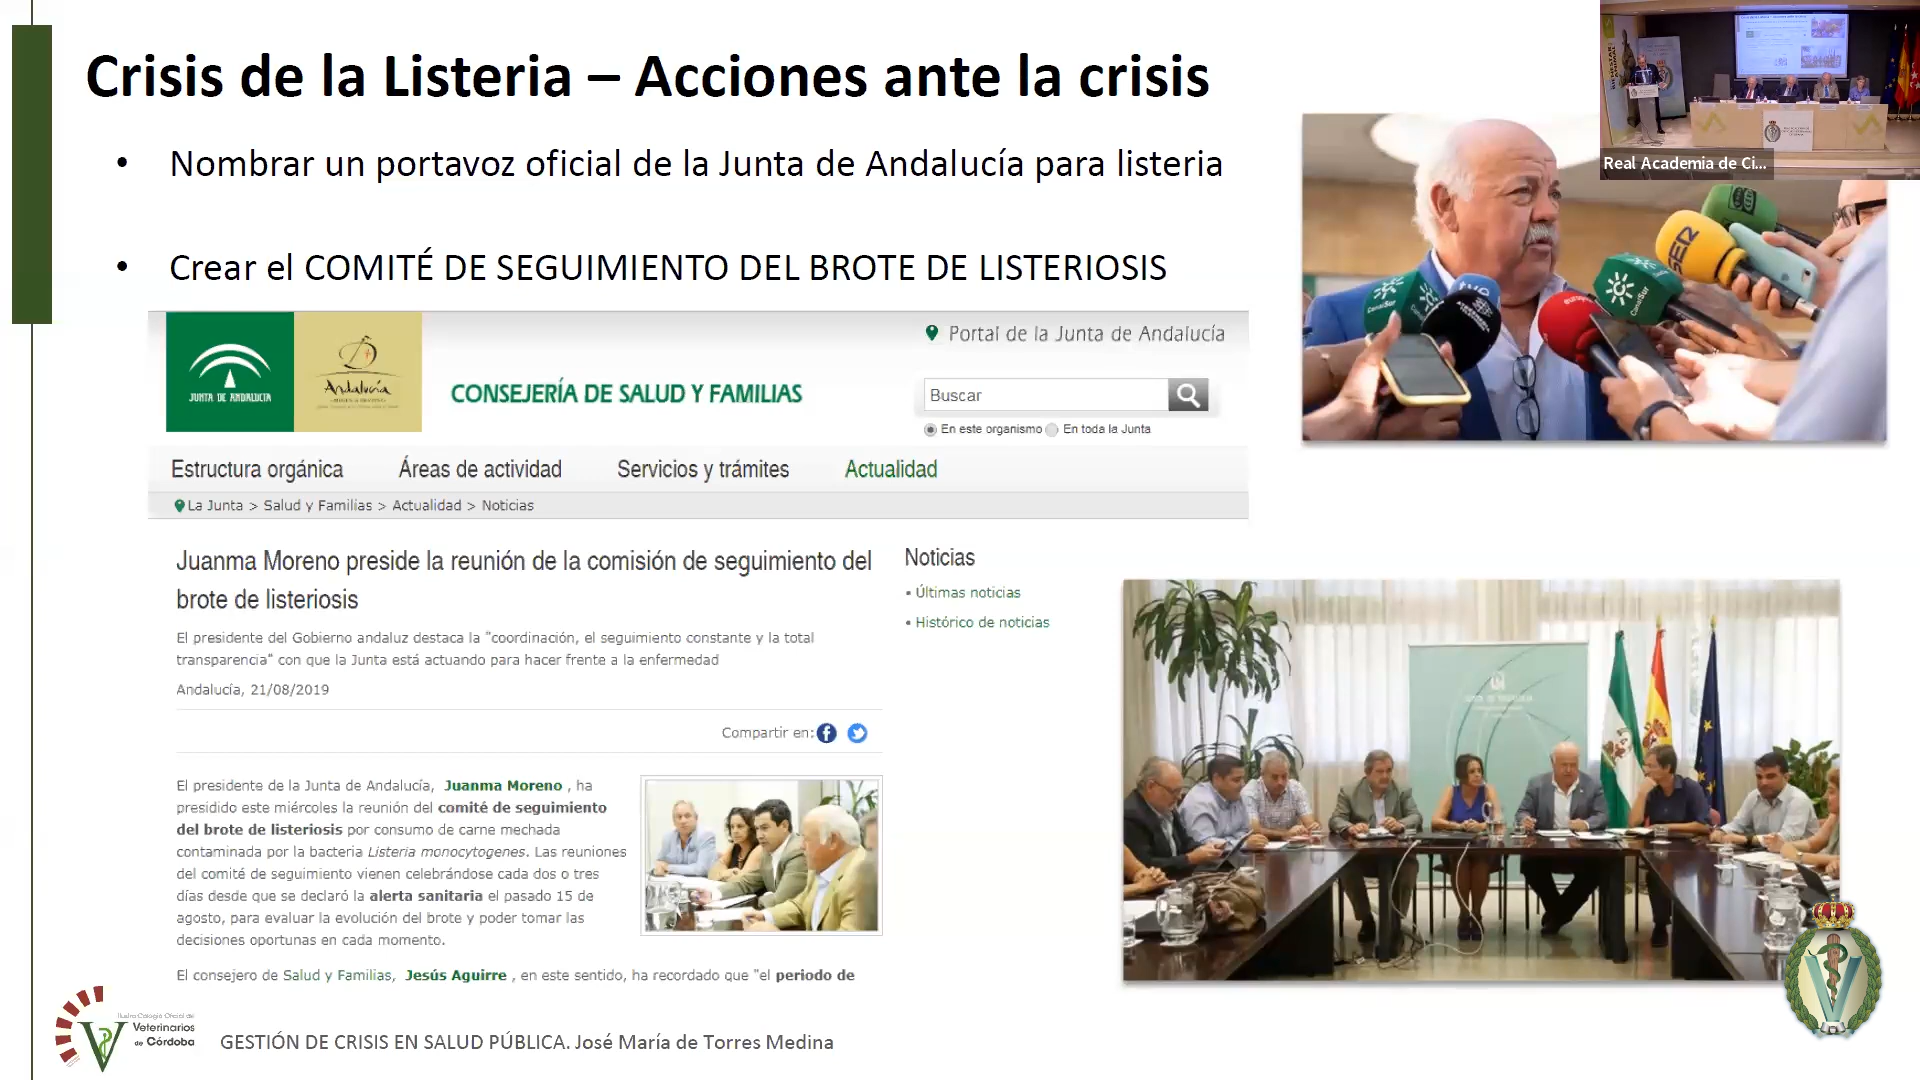 Crisis de la Listeria – Acciones ante la crisis
• Nombrar un portavoz oficial de la Junta de Andalucía para listeria
• Crear el COMITÉ DE SEGUIMIENTO DEL BROTE DE LISTERIOSIS
Real Academia de Ci...
JUNTA DE ANDALUCIA
Andalucía
CONSEJERÍA DE SALUD Y FAMILIAS
Portal de la Junta de Andalucía
Buscar
En este organismo En toda la Junta
Estructura orgánica Áreas de actividad Servicios y trámites Actualidad
La Junta > Salud y Familias > Actualidad > Noticias
Juanma Moreno preside la reunión de la comisión de seguimiento del
brote de listeriosis
El presidente del Gobierno andaluz destaca la "coordinación, el seguimiento constante y la total
transparencia" con que la Junta está actuando para hacer frente a la enfermedad
Andalucía, 21/08/2019
Compartir en:
Noticias
• Últimas noticias
• Histórico de noticias
El presidente de la Junta de Andalucía, Juanma Moreno , ha
presidido este miércoles la reunión del comité de seguimiento
del brote de listeriosis por consumo de carne mechada
contaminada por la bacteria Listeria monocytogenes. Las reuniones
del comité de seguimiento vienen celebrándose cada dos o tres
días desde que se declaró la alerta sanitaria el pasado 15 de
agosto, para evaluar la evolución del brote y poder tomar las
decisiones oportunas en cada momento.
El consejero de Salud y Familias, Jesús Aguirre , en este sentido, ha recordado que "el periodo de
CanalSur
tvo
SER
CanalSur
Ilustre Colegio Oficial de
Veterinarios
de Córdoba
GESTIÓN DE CRISIS EN SALUD PÚBLICA. José María de Torres Medina